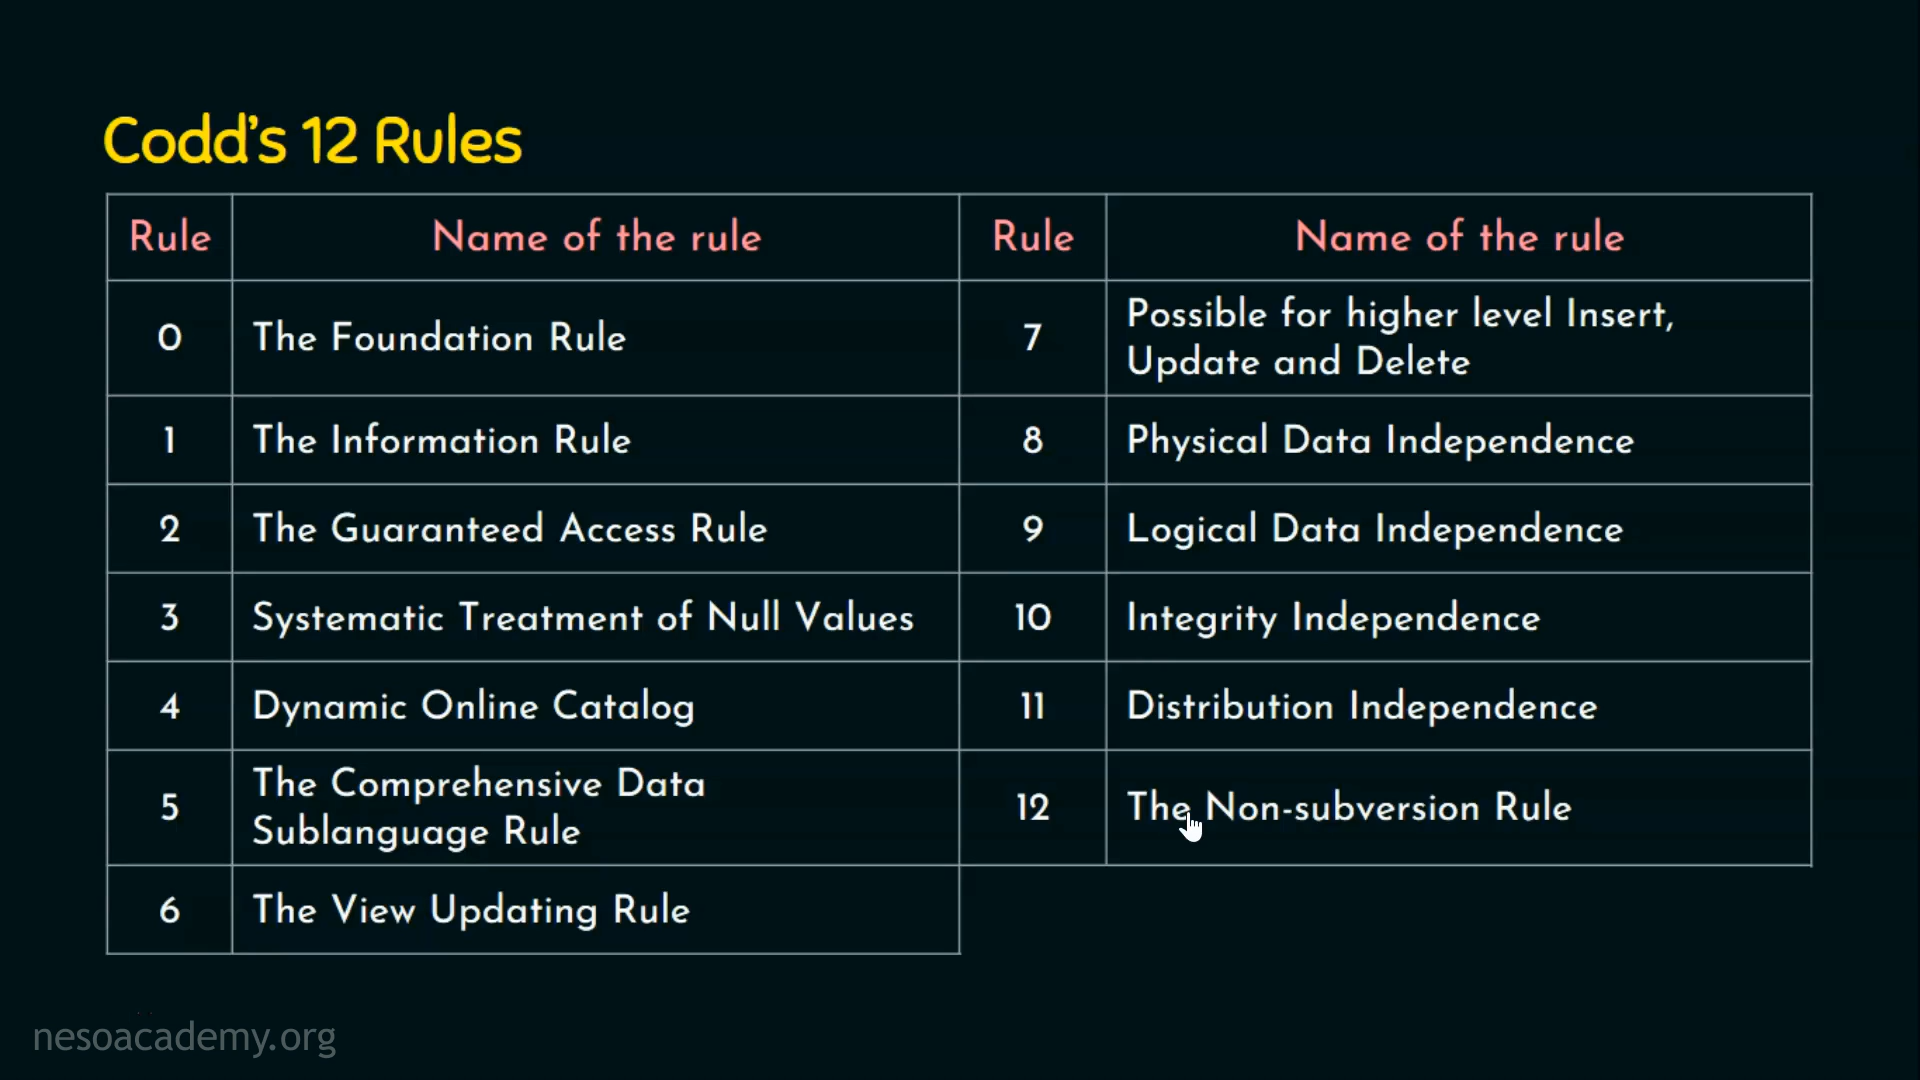 Codd's 12 Rules
Rule Name of the rule Rule Name of the rule
0 The Foundation Rule 7 Possible for higher level Insert,
Update and Delete
1 The Information Rule 8 Physical Data Independence
2 The Guaranteed Access Rule 9 Logical Data Independence
3 Systematic Treatment of Null Values 10 Integrity Independence
4 Dynamic Online Catalog 11 Distribution Independence
5 The Comprehensive Data
Sublanguage Rule 12 The Non-subversion Rule
6 The View Updating Rule
nesoacademy.org